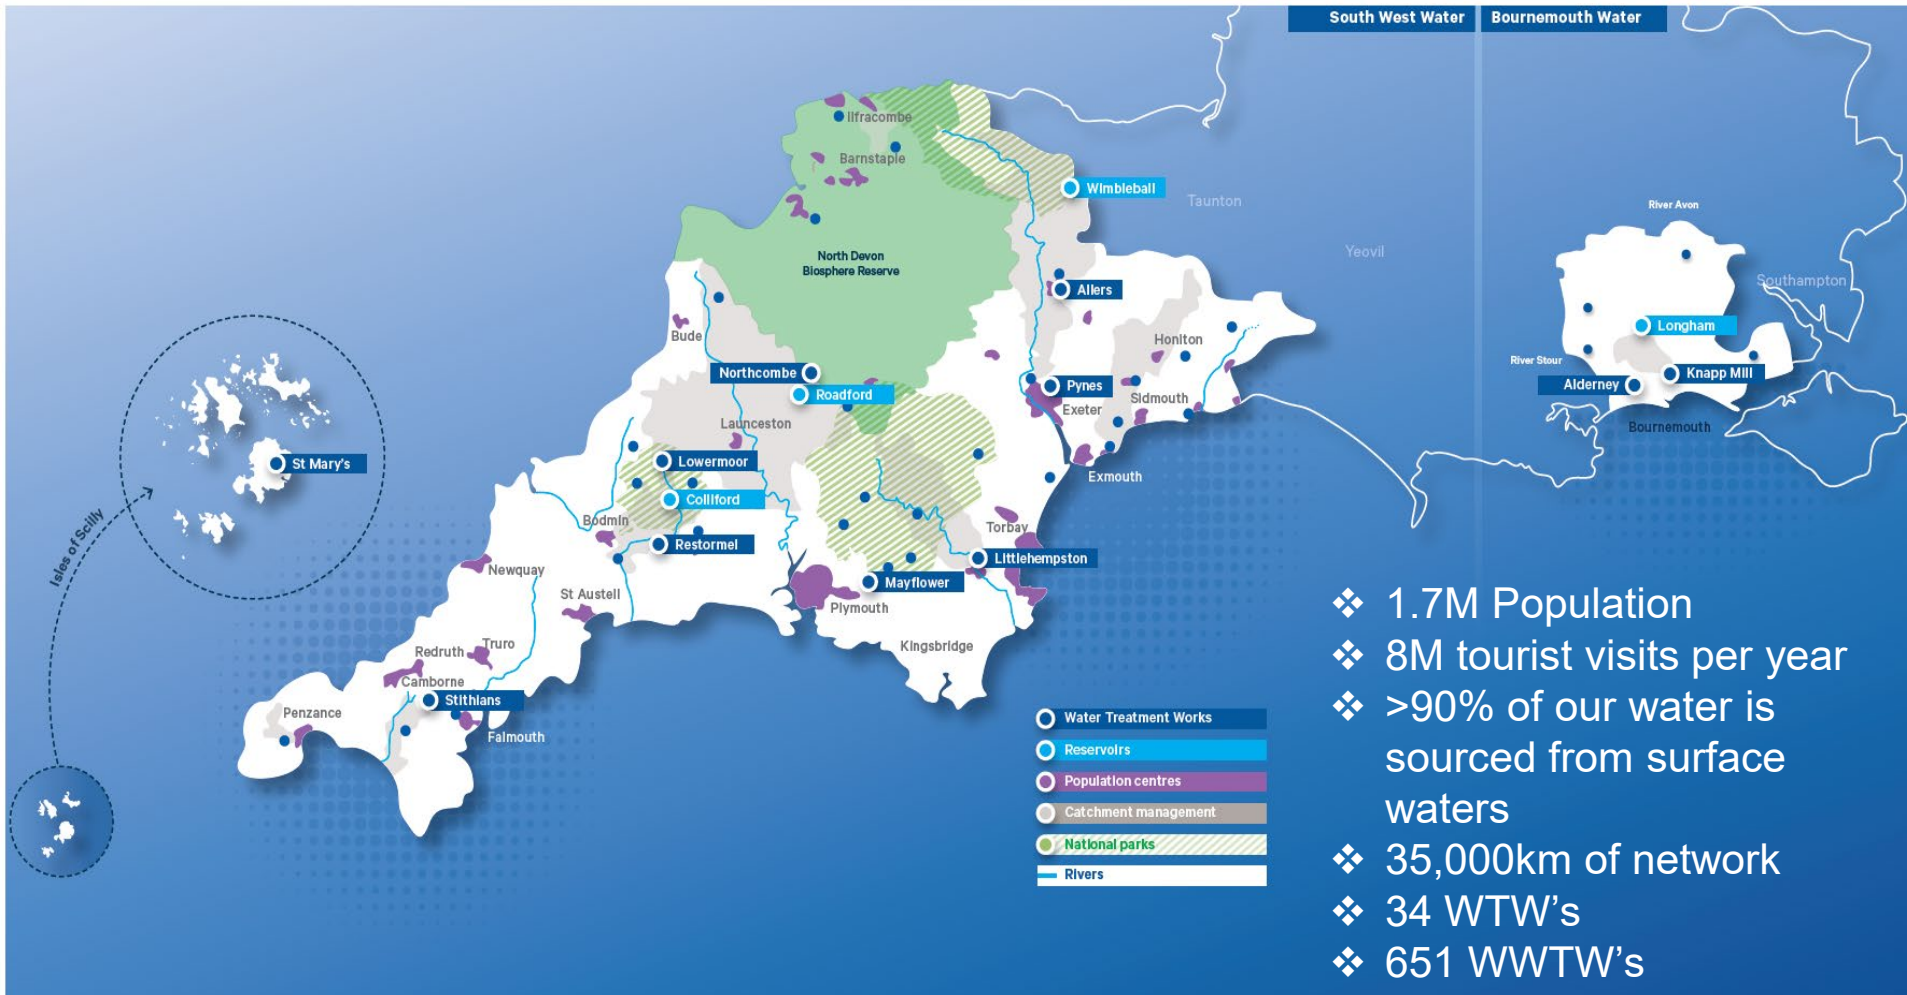 South West Water
Bournemouth Water
Ilfracombe
Barnstaple
Wimbleball
Taunton
River Avon
Yeovil
North Devon
Biosphere Reserve
Southampton
Allers
Longham
Bude
Honiton
River Stour
Northcombe
Pynes
Knapp Mill
Alderney
Roadford
Sidmouth
Exeter
Launceston
Bournemouth
Lowermoor
St Mary's
Exmouth
Colliford
Isles of Scilly
Bodmin
Torbay
Restormel
Littlehempston
Newquay
Mayflower
St Austell
Plymouth
Kingsbridge
Truro
Redruth
Camborne
Stithians
Penzance
Falmouth
Water Treatment Works
Reservoirs
Population centres
Catchment management
National parks
Rivers
❖ 1.7M Population
❖ 8M tourist visits per year
❖ >90% of our water is
sourced from surface
waters
❖ 35,000km of network
❖ 34 WTW’s
❖ 651 WWTW’s